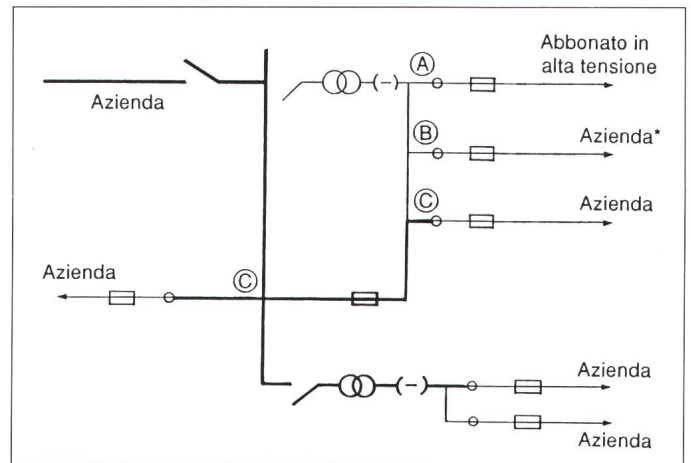 Abbonato in
alta tensione
A
Azienda
B
Azienda*
C
Azienda
Azienda
C
Azienda
Azienda